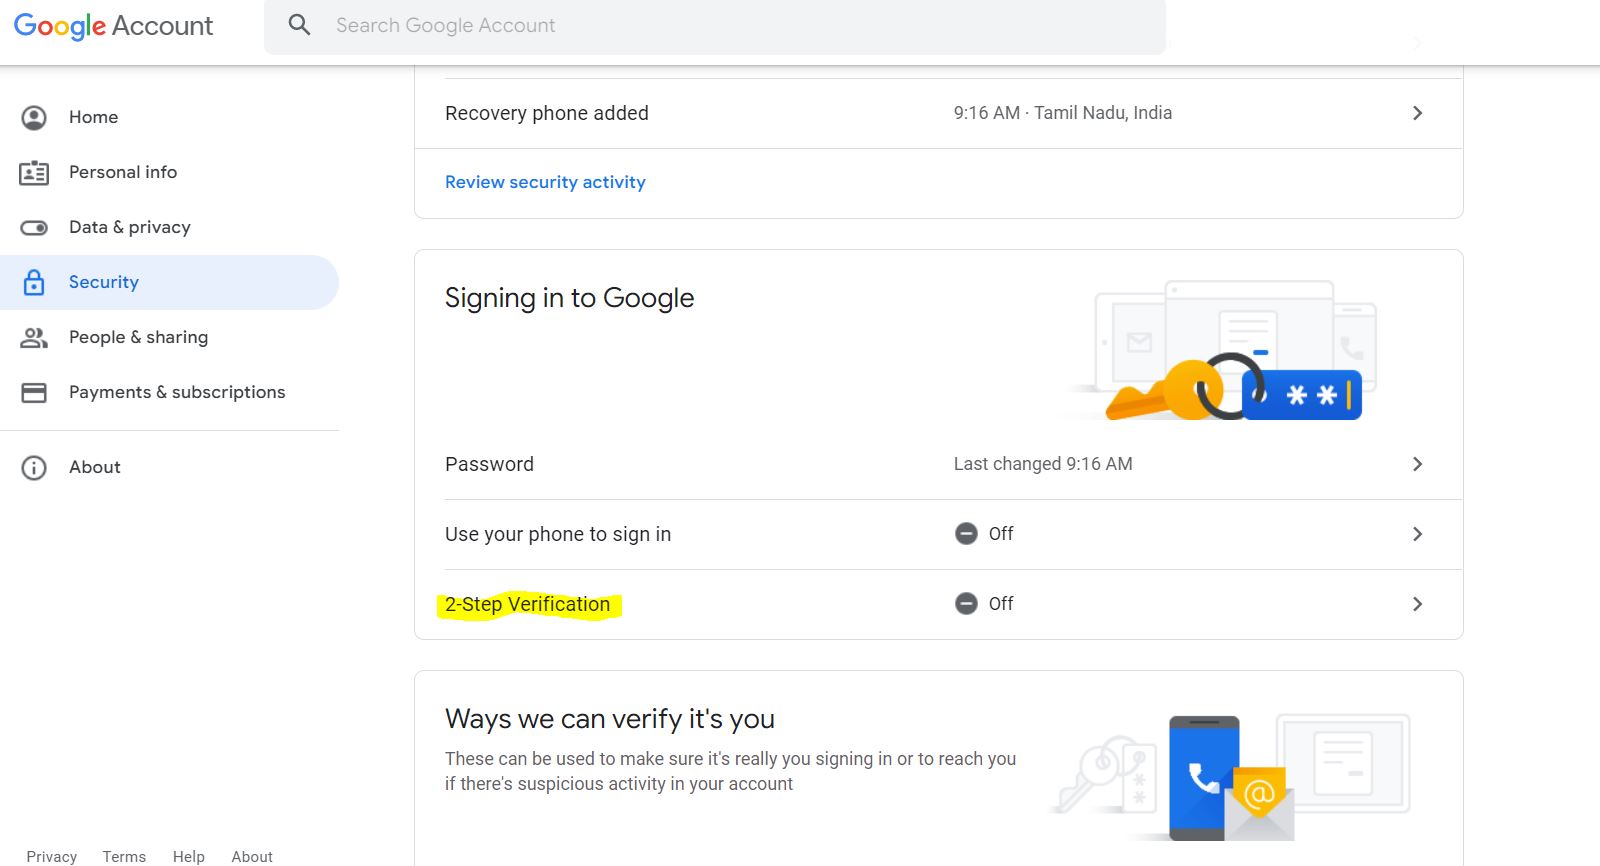 Google Account
Search Google Account
Home
Personal info
Data & privacy
Security
People & sharing
Payments & subscriptions
About
Recovery phone added
9:16 AM · Tamil Nadu, India
Review security activity
Signing in to Google
**
Password
Last changed 9:16 AM
Use your phone to sign in
Off
2-Step Verification
Off
Ways we can verify it's you
These can be used to make sure it's really you signing in or to reach you
if there's suspicious activity in your account
**
@
Privacy Terms Help About